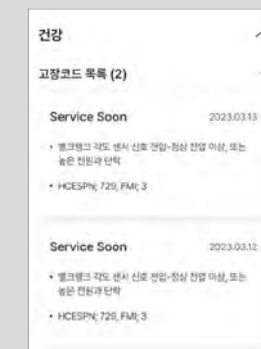 건강
고장코드 목록 (2)
Service Soon 2023.03.13
• 벨크랭크 각도 센서 신호 전압-정상 전압 이상, 또는
높은 전원과 단락
• HCESPN; 729, FMI; 3
Service Soon 2023.03.12
• 벨크랭크 각도 센서 신호 전압-정상 전압 이상, 또는
높은 전원과 단락
• HCESPN; 729, FMI; 3